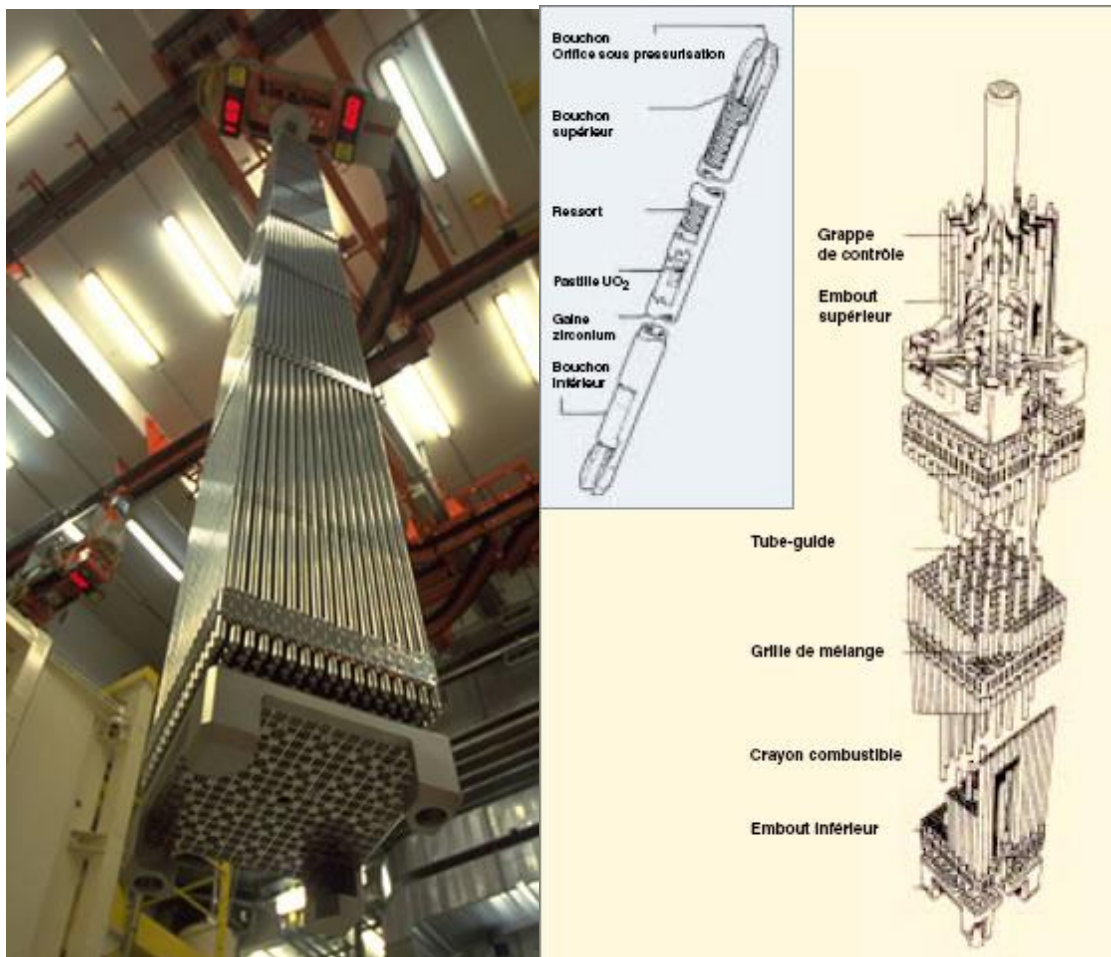 Bouchon
Orifice sous pressurisation
Bouchon
supérieur
Ressort
Pastille UO₂
Gaine
zirconium
Bouchon
inférieur
Grappe
de contrôle
Embout
supérieur
Tube-guide
Grille de mélange
Crayon combustible
Embout inférieur